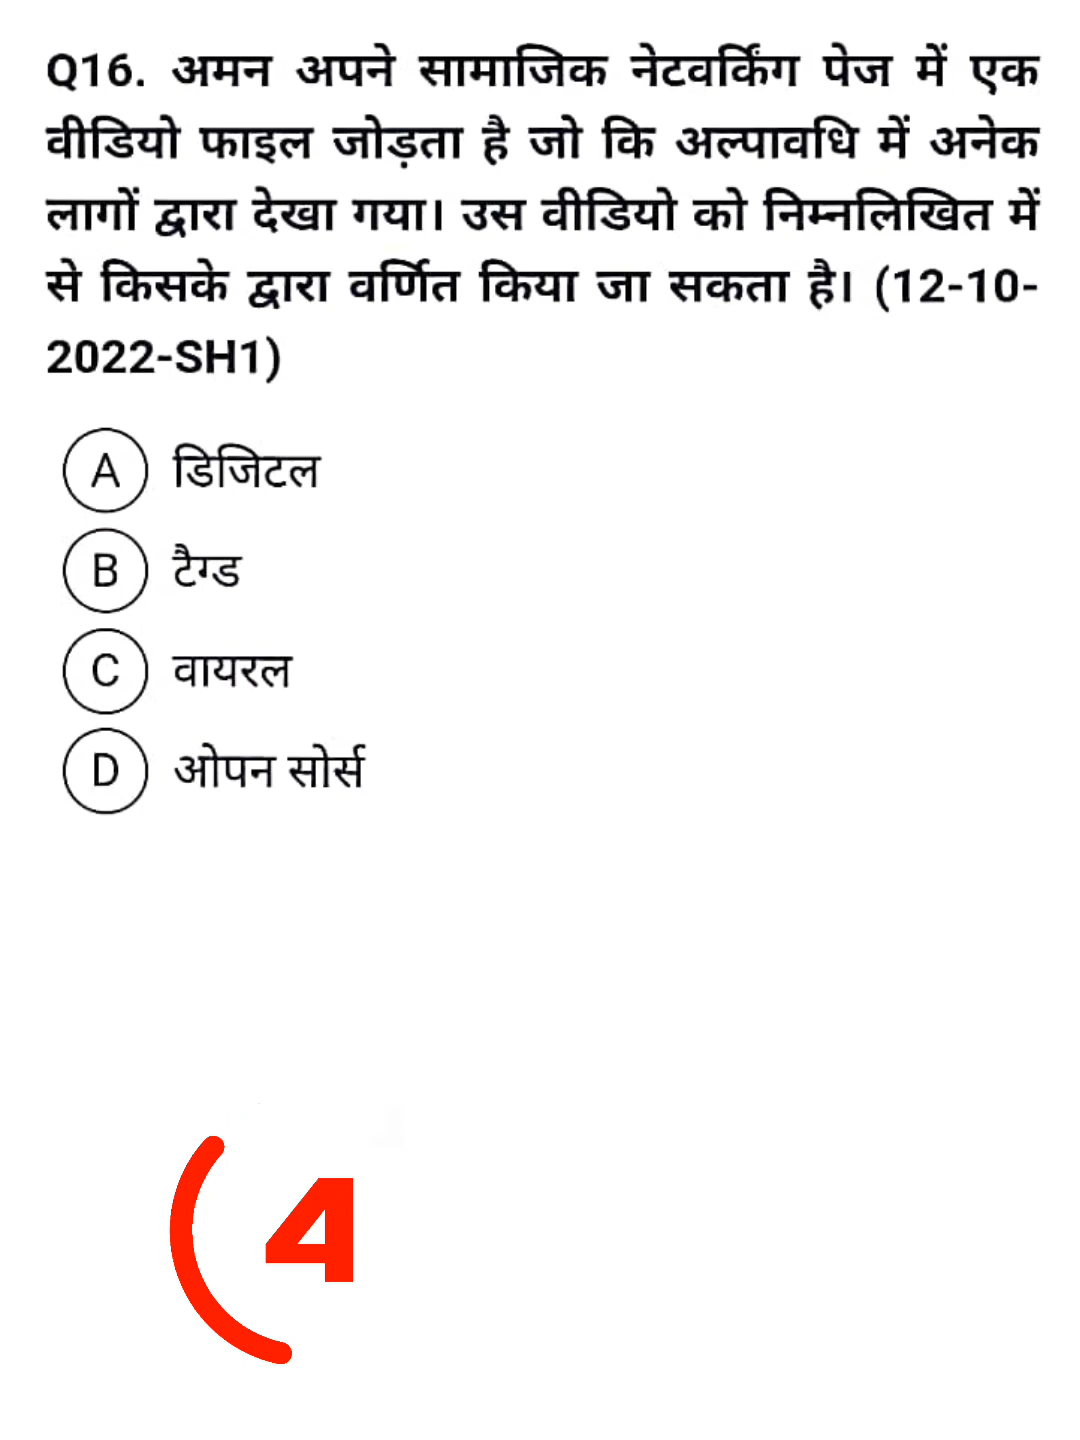 Q16. अमन अपने सामाजिक नेटवर्किंग पेज में एक
वीडियो फाइल जोड़ता है जो कि अल्पावधि में अनेक
लागों द्वारा देखा गया। उस वीडियो को निम्नलिखित में
से किसके द्वारा वर्णित किया जा सकता है। (12-10-
2022-SH1)
A डिजिटल
B टैग्ड
C वायरल
D ओपन सोर्स
4